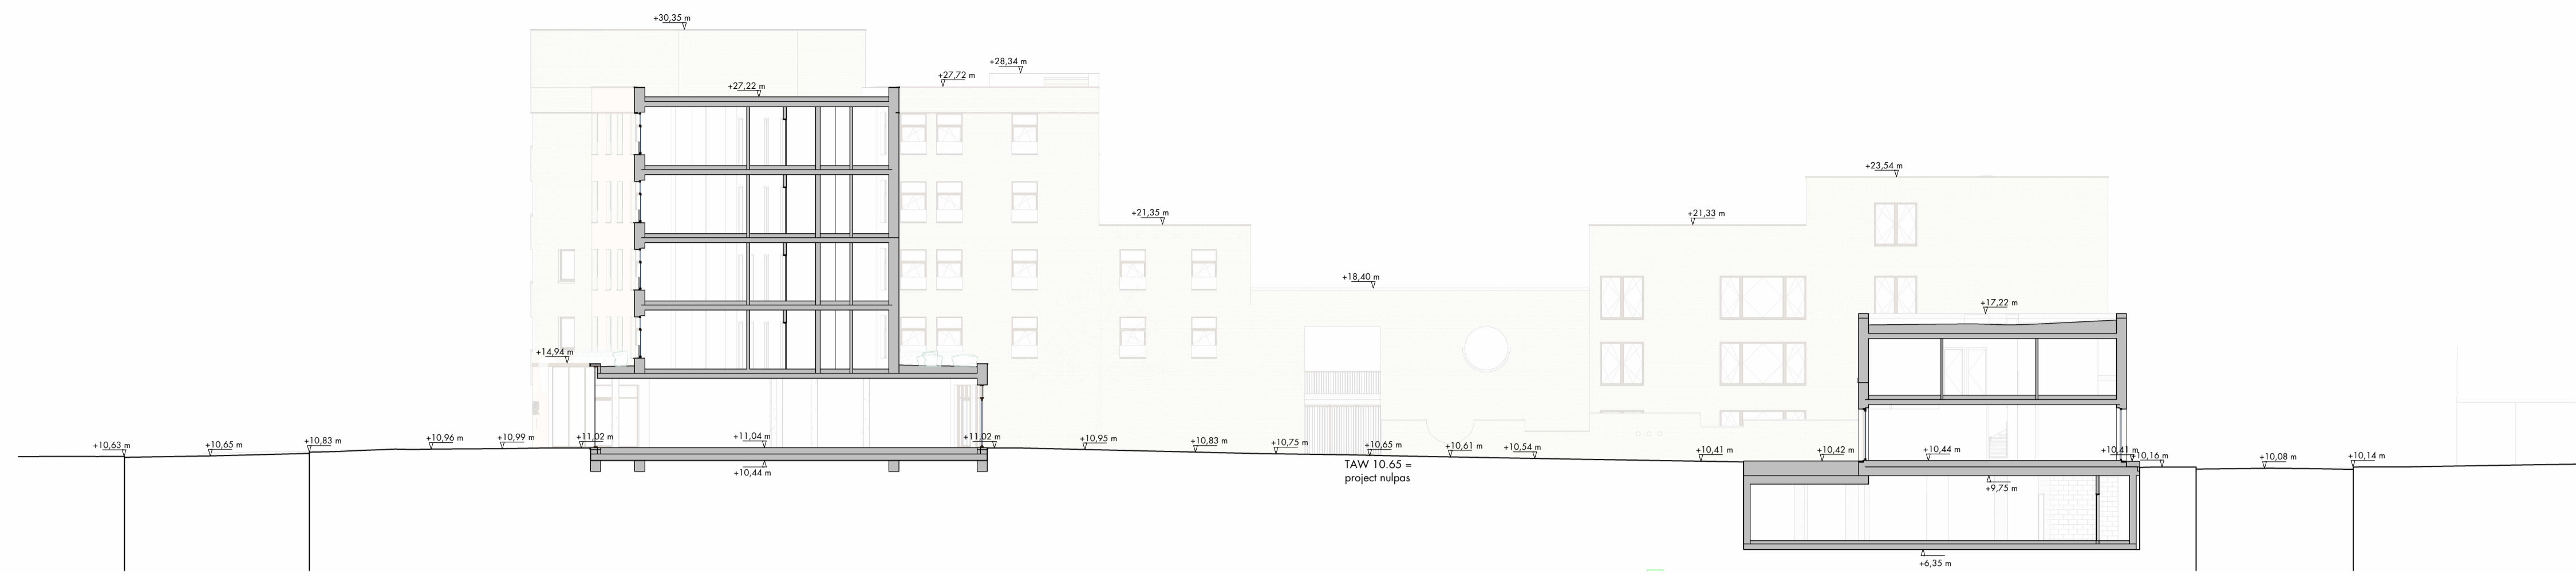 +30,35 m
+28,34 m
+27,72 m
+27,22 m
+23,54 m
+21,35 m
+21,33 m
+18,40 m
+17,22 m
+14,94 m
+10,63 m
+10,65 m
+10,83 m
+10,96 m
+10,99 m
+11,02 m
+11,04 m
+11,02 m
+10,95 m
+10,83 m
+10,75 m
+10,65 m
+10,61 m
+10,54 m
+10,41 m
+10,42 m
+10,44 m
+10,41 m
+10,16 m
+10,08 m
+10,14 m
TAW 10.65 =
project nulpas
+10,44 m
+9,75 m
+6,35 m